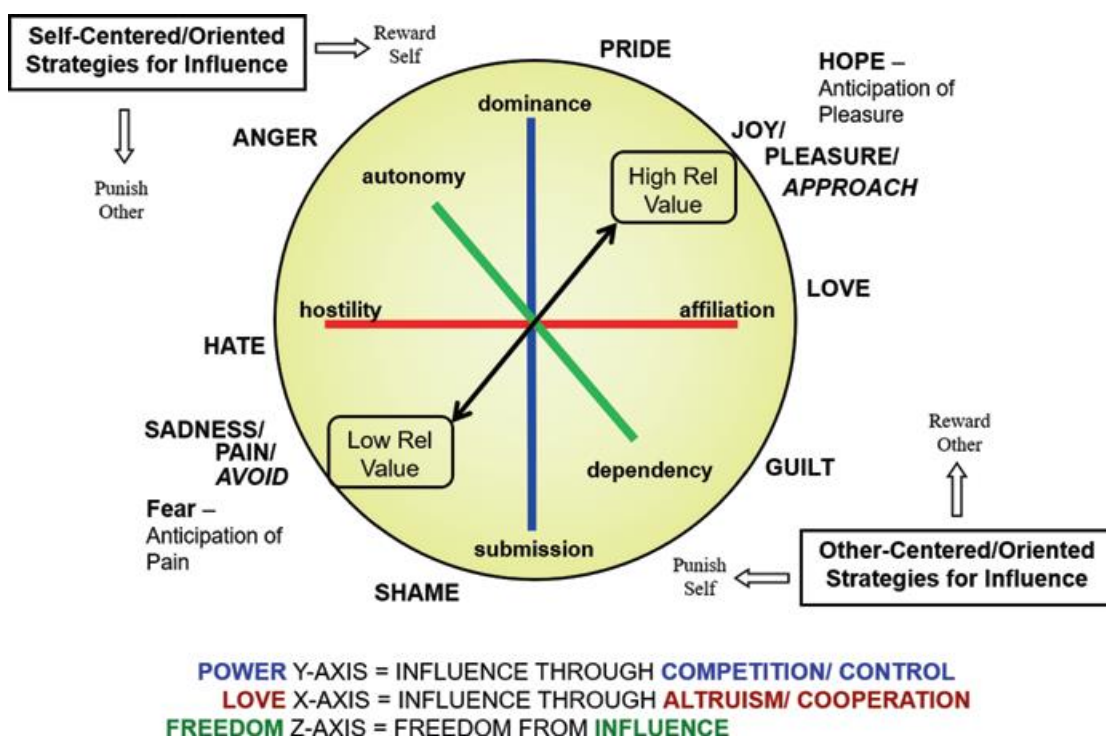 Self-Centered/Oriented
Strategies for Influence
Reward
Self
Punish
Other
PRIDE
HOPE –
Anticipation of
Pleasure
ANGER
dominance
JOY/
PLEASURE/
APPROACH
autonomy
High Rel
Value
hostility
affiliation
LOVE
HATE
SADNESS/
PAIN/
AVOID
Low Rel
Value
Fear –
Anticipation of
Pain
dependency
GUILT
submission
SHAME
Reward
Other
Punish
Self
Other-Centered/Oriented
Strategies for Influence
POWER Y-AXIS = INFLUENCE THROUGH COMPETITION/ CONTROL
LOVE X-AXIS = INFLUENCE THROUGH ALTRUISM/ COOPERATION
FREEDOM Z-AXIS = FREEDOM FROM INFLUENCE